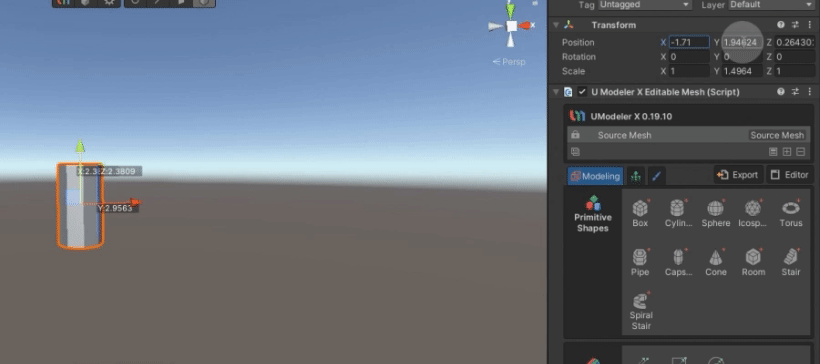 Tag Untagged Layer Default
Transform
Position X -1.71 Y 1.94624 Z 0.26430
Rotation X 0 Y 0 Z 0
Scale X 1 Y 1.4964 Z 1
U Modeler X Editable Mesh (Script)
UModeler X 0.19.10
Source Mesh Source Mesh
Modeling Export Editor
Primitive Shapes
Box Cylin... Sphere Icosp... Torus
Pipe Caps... Cone Room Stair
Spiral Stair
Persp
Z:2.3809
Y:2.9563